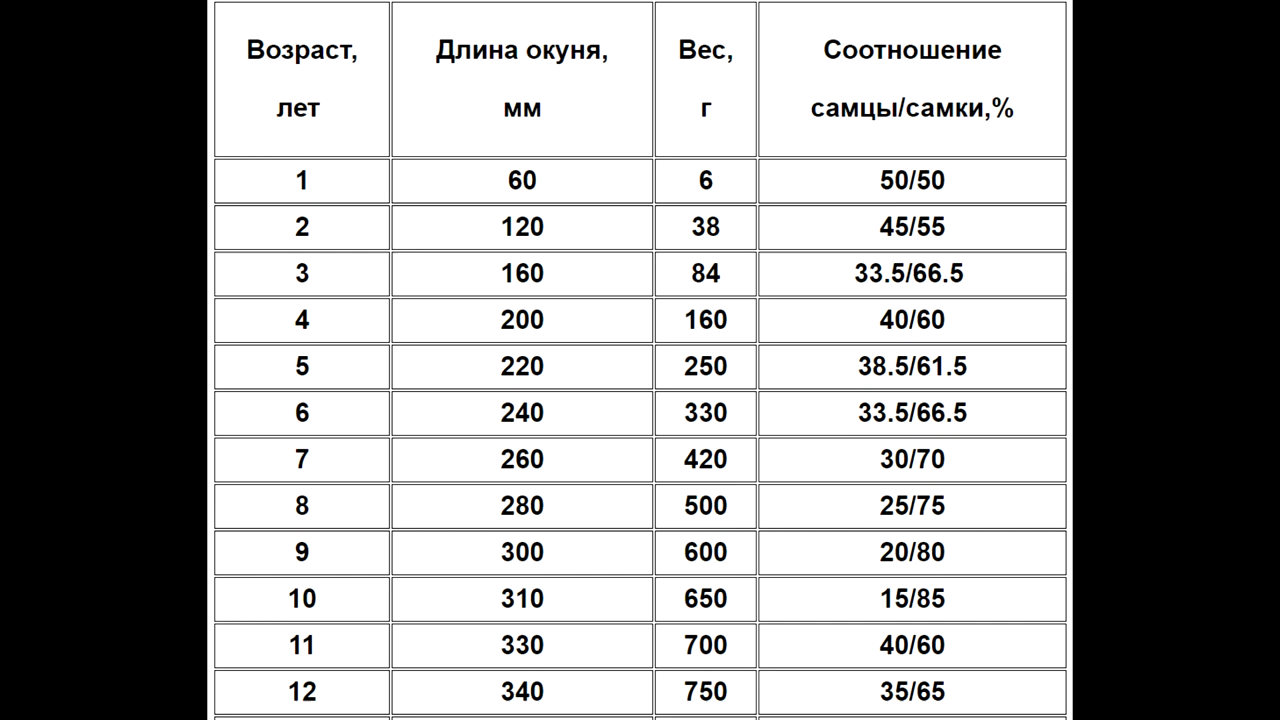 Возраст, Длина окуня, Вес, Соотношение
лет мм г самцы/самки,%
1 60 6 50/50
2 120 38 45/55
3 160 84 33.5/66.5
4 200 160 40/60
5 220 250 38.5/61.5
6 240 330 33.5/66.5
7 260 420 30/70
8 280 500 25/75
9 300 600 20/80
10 310 650 15/85
11 330 700 40/60
12 340 750 35/65